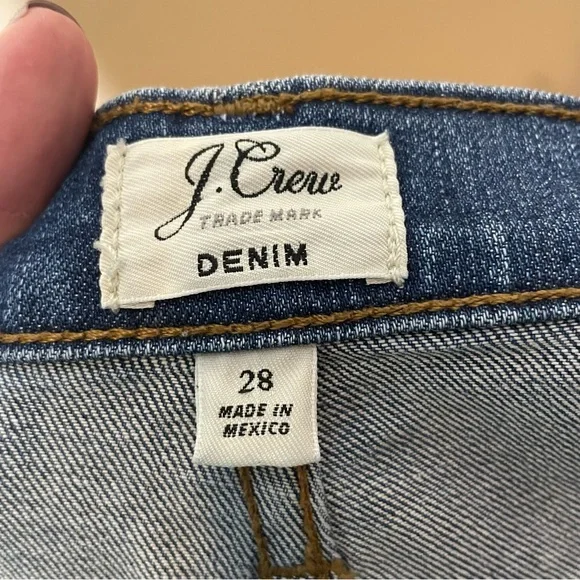 J.Crew
TRADE MARK
DENIM
28
MADE IN
MEXICO